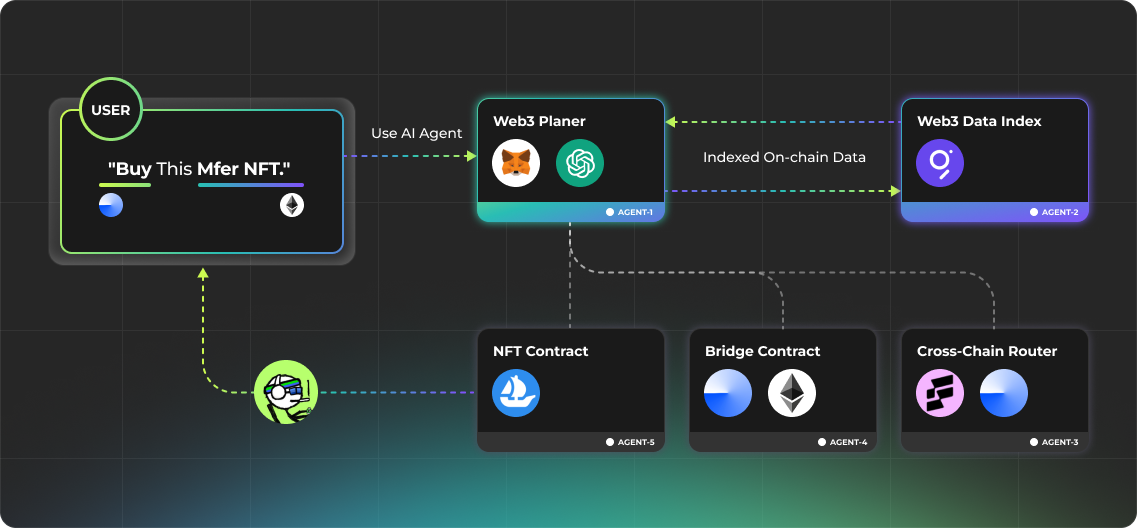 USER
"Buy This Mfer NFT."
Use AI Agent
Web3 Planer
AGENT-1
Indexed On-chain Data
Web3 Data Index
AGENT-2
NFT Contract
AGENT-5
Bridge Contract
AGENT-4
Cross-Chain Router
AGENT-3